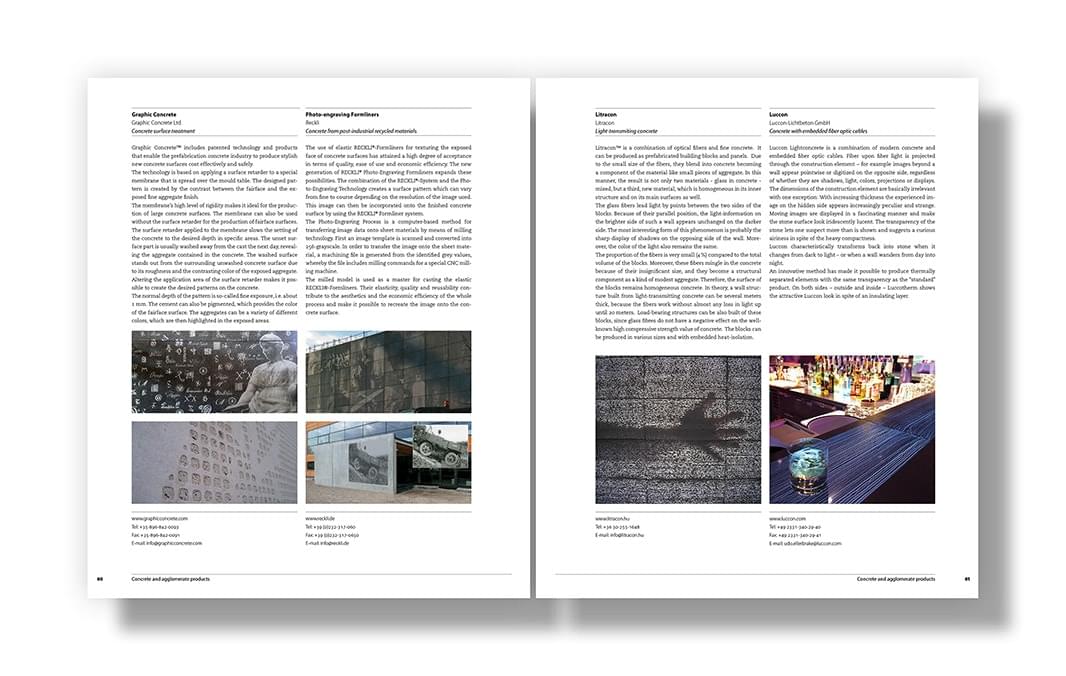 Graphic Concrete
Graphic Concrete Ltd
Concrete surface treatment
Graphic Concrete™ includes patented technology and products
that enable the prefabrication concrete industry to produce stylish
new concrete surfaces cost effectively and safely.
The technology is based on applying a surface retarder to a special
membrane that is spread over the mould table. The designed pat-
tern is created by the contrast between the fairface and the ex-
posed fine aggregate finish.
The membrane's high level of rigidity makes it ideal for the produc-
tion of large concrete surfaces. The membrane can also be used
without the surface retarder for the production of fairface surfaces.
The surface retarder applied to the membrane slows the setting of
the concrete to the desired depth in specific areas. The unset sur-
face part is usually washed away from the cast the next day, reveal-
ing the aggregate contained in the concrete. The washed surface
stands out from the surrounding unwashed concrete surface due
to its roughness and the contrasting color of the exposed aggregate.
Altering the application area of the surface retarder makes it pos-
sible to create the desired patterns on the concrete.
The normal depth of the pattern is so-called fine exposure, i.e. about
1 mm. The cement can also be pigmented, which provides the color
of the fairface surface. The aggregates can be a variety of different
colors, which are then highlighted in the exposed areas.
www.graphicconcrete.com
E-mail: info@graphicconcrete.com
Photo-engraving Formliners
Reckli
Concrete from post-industrial recycled materials
The use of elastic RECKLI®-Formliners for texturing the exposed
face of concrete surfaces has attained a high degree of acceptance
in terms of quality, ease of use and economic efficiency. The new
generation of RECKLI® Photo-Engraving Formliners expands these
possibilities. The combination of the RECKLI®-System and the Pho-
to-Engraving Technology creates a surface pattern which can vary
from fine to course depending on the resolution of the image used.
This image can then be incorporated into the finished concrete
surface by using the RECKLI® Formliner system.
The Photo-Engraving Process is a computer-based method for
transferring image data onto sheet materials by means of milling
technology. First an image template is scanned and converted into
256-grayscale. In order to transfer the image onto the sheet mate-
rial, a machining file is generated from the identified grey values,
whereby the file includes milling commands for a special CNC mill-
ing machine.
The milled model is used as a master for casting the elastic
RECKLI®-Formliners. Their elasticity, quality and reusability con-
tribute to the aesthetics and the economic efficiency of the whole
process and make it possible to recreate the image onto the con-
crete surface.
www.reckli.de
E-mail: info@reckli.de
80
Concrete and agglomerate products
Litracon
Litracon
Light-transmiting concrete
Litracon™ is a combination of optical fibers and fine concrete. It
can be produced as prefabricated building blocks and panels. Due
to the small size of the fibers, they blend into concrete becoming
a component of the material like small pieces of aggregate. In this
manner, the result is not only two materials - glass in concrete -
mixed, but a third, new material, which is homogeneous in its inner
structure and on its main surfaces as well.
The glass fibers lead light by points between the two sides of the
blocks. Because of their parallel position, the light-information on
the brighter side of such a wall appears unchanged on the darker
side. The most interesting form of this phenomenon is probably the
sharp display of shadows on the opposing side of the wall. More-
over, the color of the light also remains the same.
The proportion of the fibers is very small (4%) compared to the total
volume of the blocks. Moreover, these fibers mingle in the concrete
because of their insignificant size, and they become a structural
component as a kind of modest aggregate. Therefore, the surface of
the blocks remains homogenous concrete. In theory, a wall struc-
ture built from light-transmitting concrete can be several meters
thick, because the fibers work without almost any loss in light up
until 20 meters. Load-bearing structures can be also built of these
blocks, since glass fibers do not have a negative effect on the well-
known high compressive strength value of concrete. The blocks can
be produced in various sizes and with embedded heat-isolation.
www.litracon.hu
Tel: +36 30-255-1648
E-mail: info@litracon.hu
Luccon
Luccon-Lichtbeton GmbH
Concrete with embedded fiber optic cables
Luccon Lightconcrete is a combination of modern concrete and
embedded fiber optic cables. Fiber upon fiber light is projected
through the construction element – for example images beyond a
wall appear pointwise or digitized on the opposite side, regardless
of whether they are shadows, light, colors, projections or displays.
The dimensions of the construction element are basically irrelevant
with one exception. With increasing thickness the experienced im-
age on the hidden side appears increasingly peculiar and strange.
Moving images are displayed in a fascinating manner and make
the stone surface look iridescently lucent. The transparency of the
stone lets one suspect more than is shown and suggests a curious
airiness in spite of the heavy compactness.
Luccon characteristically transforms back into stone when it
changes from dark to light – or when a wall wanders from day into
night.
An innovative method has made it possible to produce thermally
separated elements with the same transparency as the "standard"
product. On both sides – outside and inside – Lucotherm shows
the attractive Luccon look in spite of an insulating layer.
www.luccon.com
Tel: +49 2331-340-29-40
Fax: +49 2331-340-29-41
Concrete and agglomerate products
81